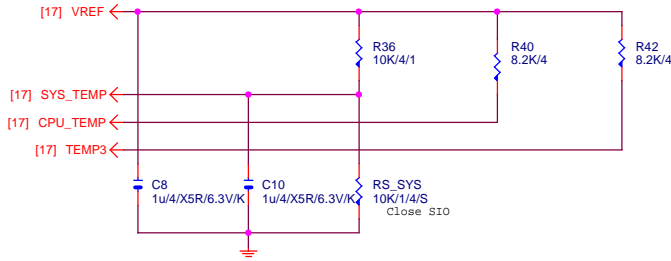 [17] VREF
R36
10K/4/1
R40
8.2K/4
R42
8.2K/4
[17] SYS_TEMP
[17] CPU_TEMP
[17] TEMP3
C8
1u/4/X5R/6.3V/K
C10
1u/4/X5R/6.3V/K
RS_SYS
10K/1/4/S
Close SIO